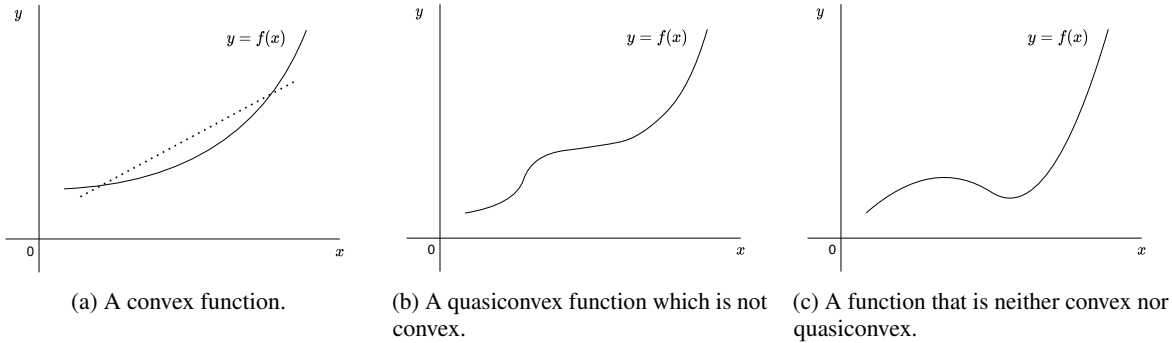 y
y = f(x)
0
x
(a) A convex function.
y
y = f(x)
0
x
(b) A quasiconvex function which is not
convex.
y
y = f(x)
0
x
(c) A function that is neither convex nor
quasiconvex.